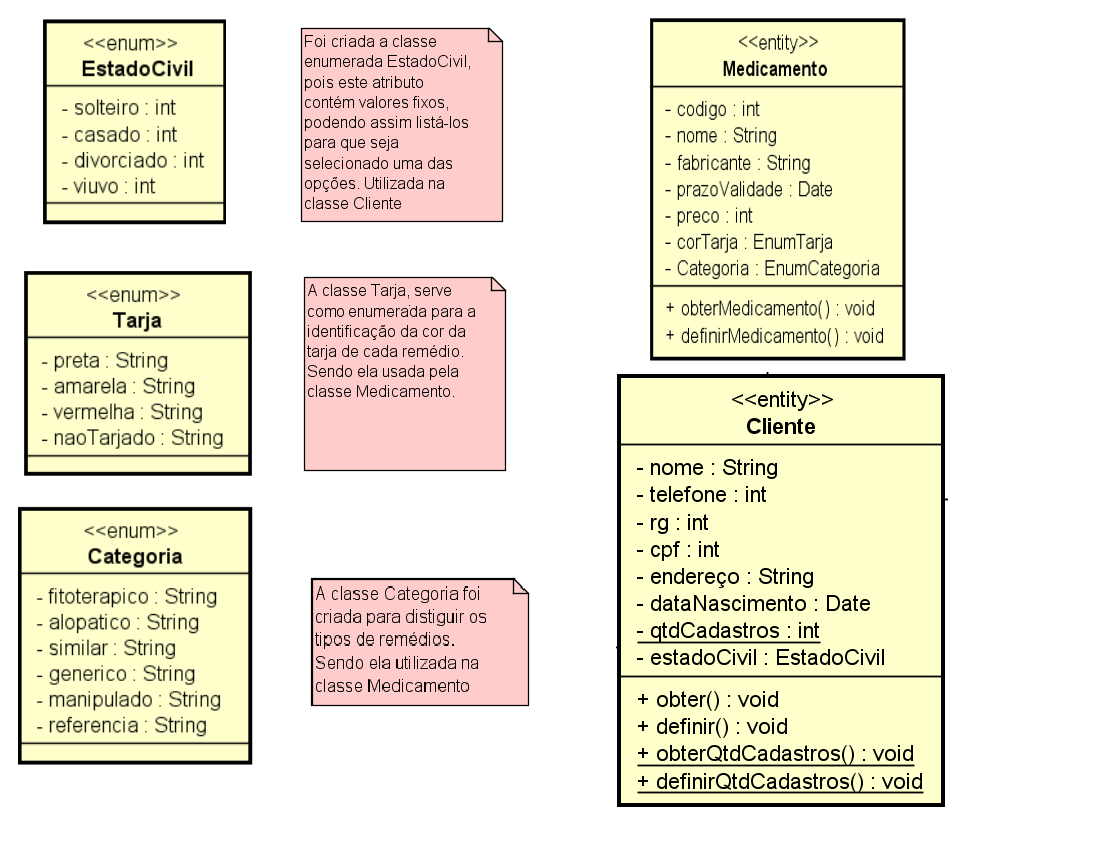 <<enum>>
EstadoCivil
- solteiro : int
- casado : int
- divorciado : int
- viuvo : int
Foi criada a classe
enumerada EstadoCivil,
pois este atributo
contém valores fixos,
podendo assim listá-los
para que seja
selecionado uma das
opções. Utilizada na
classe Cliente
<<entity>>
Medicamento
- codigo : int
- nome : String
- fabricante : String
- prazoValidade : Date
- preco : int
- corTarja : EnumTarja
- Categoria : EnumCategoria
+ obterMedicamento() : void
+ definirMedicamento() : void
<<enum>>
Tarja
- preta : String
- amarela : String
- vermelha : String
- naoTarjado : String
A classe Tarja, serve
como enumerada para a
identificação da cor da
tarja de cada remédio.
Sendo ela usada pela
classe Medicamento.
<<entity>>
Cliente
- nome : String
- telefone : int
- rg : int
- cpf : int
- endereço : String
- dataNascimento : Date
- qtdCadastros : int
- estadoCivil : EstadoCivil
+ obter() : void
+ definir() : void
+ obterQtdCadastros() : void
+ definirQtdCadastros() : void
<<enum>>
Categoria
- fitoterapico : String
- alopatico : String
- similar : String
- generico : String
- manipulado : String
- referencia : String
A classe Categoria foi
criada para distiguir os
tipos de remédios.
Sendo ela utilizada na
classe Medicamento